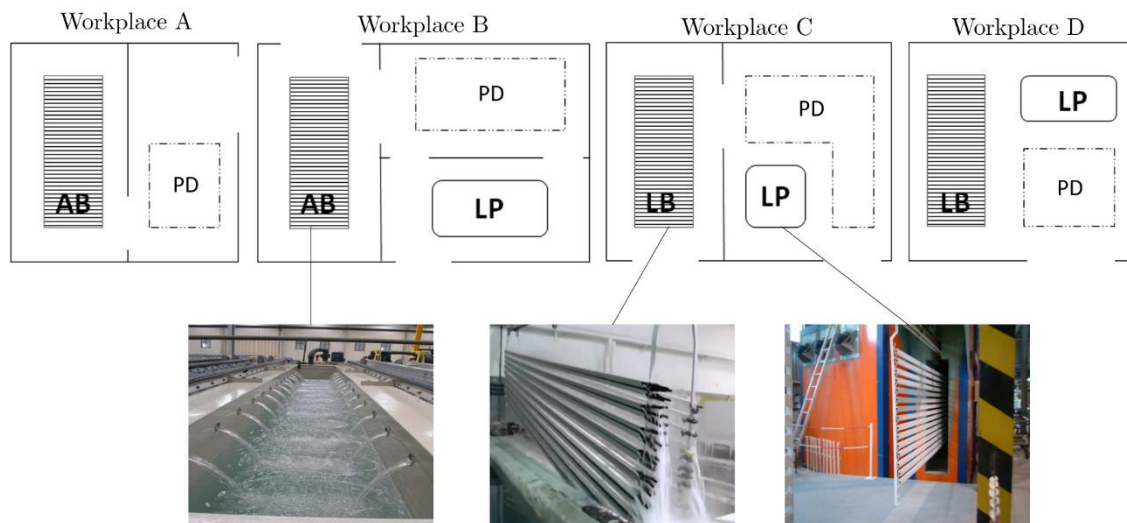 Workplace A
Workplace B
Workplace C
Workplace D
AB
PD
AB
PD
LP
LB
PD
LP
LB
LP
PD